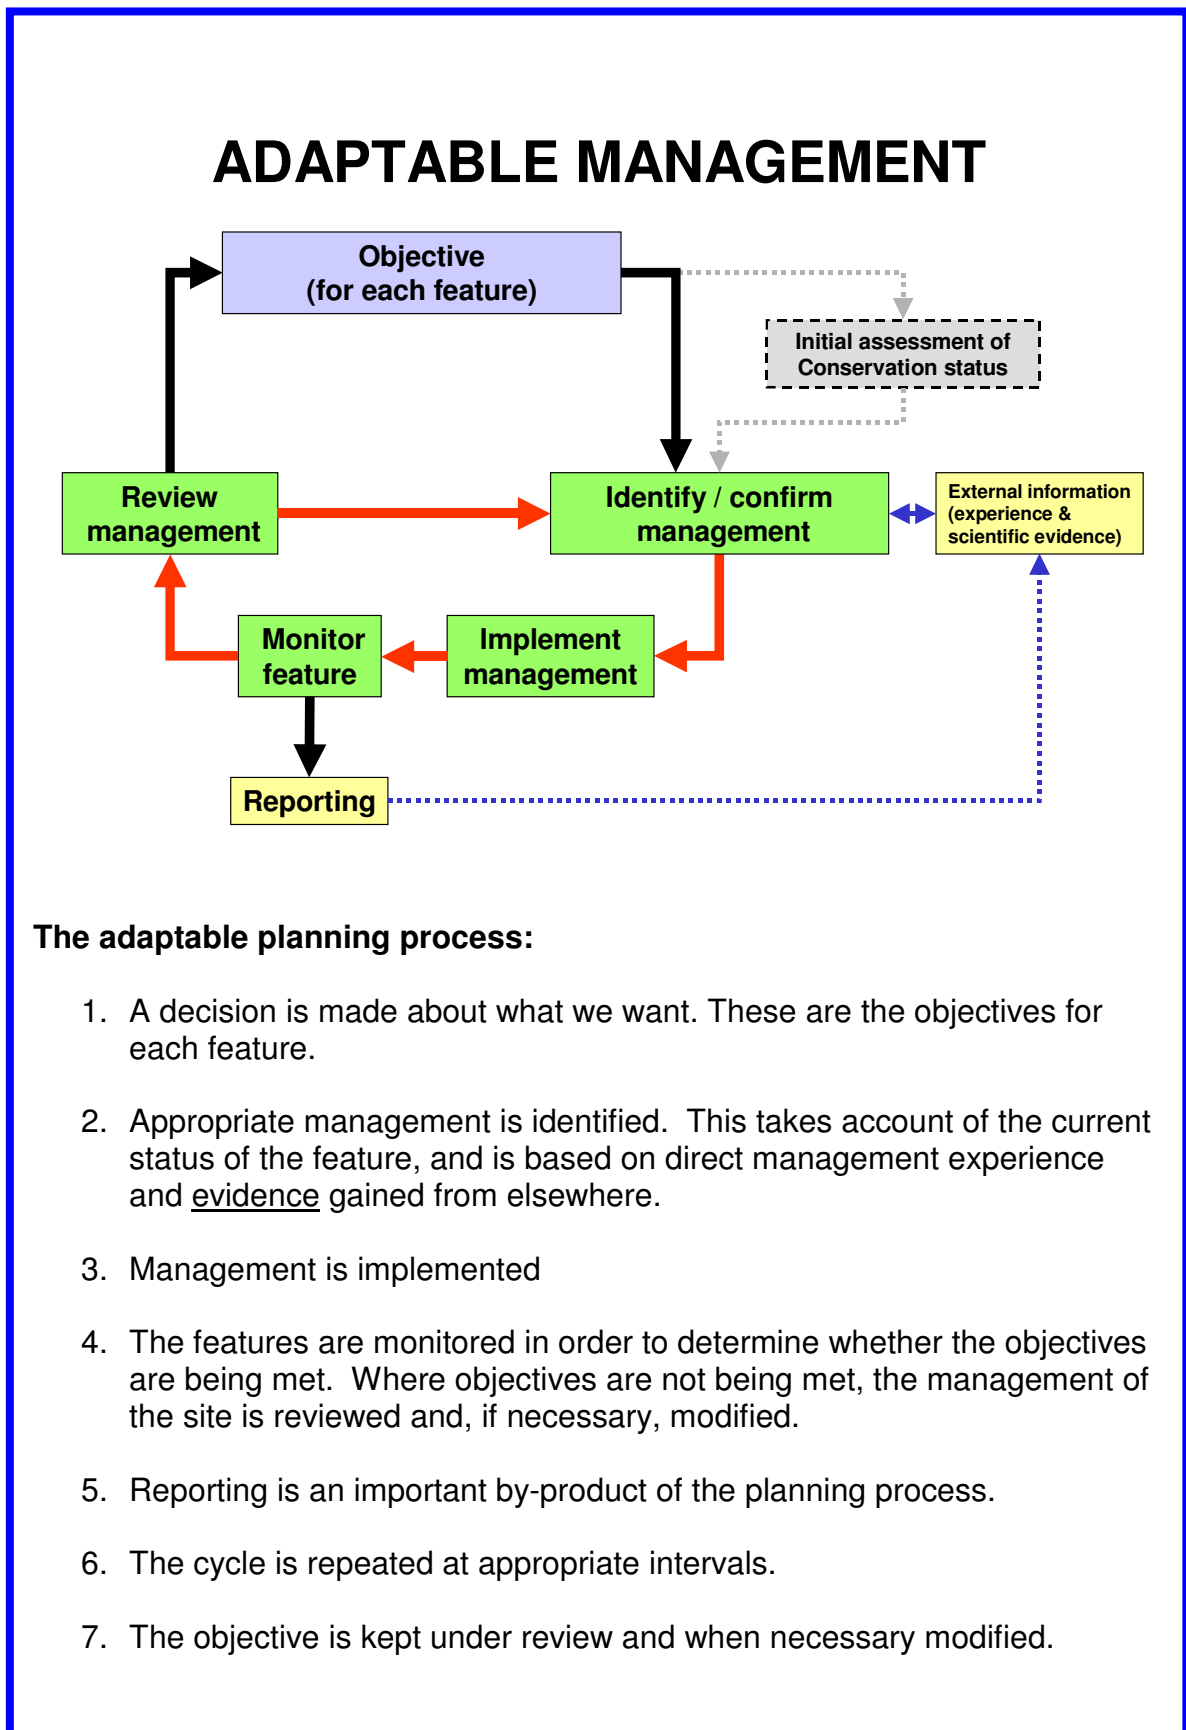 ADAPTABLE MANAGEMENT
Objective
(for each feature)
Initial assessment of
Conservation status
Review
management
Identify / confirm
management
External information
(experience &
scientific evidence)
Monitor
feature
Implement
management
Reporting
The adaptable planning process:
1. A decision is made about what we want. These are the objectives for
each feature.
2. Appropriate management is identified. This takes account of the current
status of the feature, and is based on direct management experience
and evidence gained from elsewhere.
3. Management is implemented
4. The features are monitored in order to determine whether the objectives
are being met. Where objectives are not being met, the management of
the site is reviewed and, if necessary, modified.
5. Reporting is an important by-product of the planning process.
6. The cycle is repeated at appropriate intervals.
7. The objective is kept under review and when necessary modified.